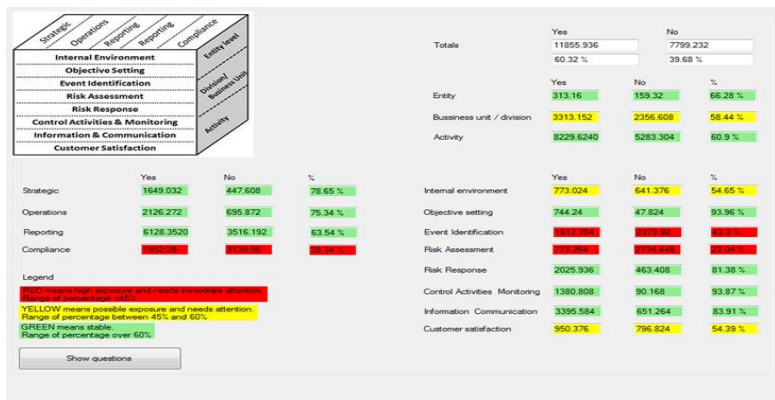 Strategic
Operations
Reporting
Reporting
Compliance
Internal Environment
Objective Setting
Event Identification
Risk Assessment
Risk Response
Control Activities & Monitoring
Information & Communication
Customer Satisfaction
Entity level
Division/
Business Unit
Activity
Yes No
Totals 11855.936 7799.232
60.32 % 39.68 %
Yes No %
Entity 313.16 159.32 66.28 %
Bussiness unit / division 3313.152 2356.608 58.44 %
Activity 8229.6240 5283.304 60.9 %
Yes No %
Strategic 1649.032 447.608 78.65 %
Operations 2126.272 695.872 75.34 %
Reporting 6128.3520 3516.192 63.54 %
Compliance
Legend
RED means high exposure and needs immediate attention.
Range of percentage <45%
YELLOW means possible exposure and needs attention.
Range of percentage between 45% and 60%
GREEN means stable.
Range of percentage over 60%
Show questions
Yes No %
Internal environment 773.024 641.376 54.65 %
Objective setting 744.24 47.824 93.96 %
Event Identification
Risk Assessment
Risk Response 2025.936 463.408 81.38 %
Control Activities Monitoring 1380.808 90.168 93.87 %
Information Communication 3395.584 651.264 83.91 %
Customer satisfaction 950.376 796.824 54.39 %